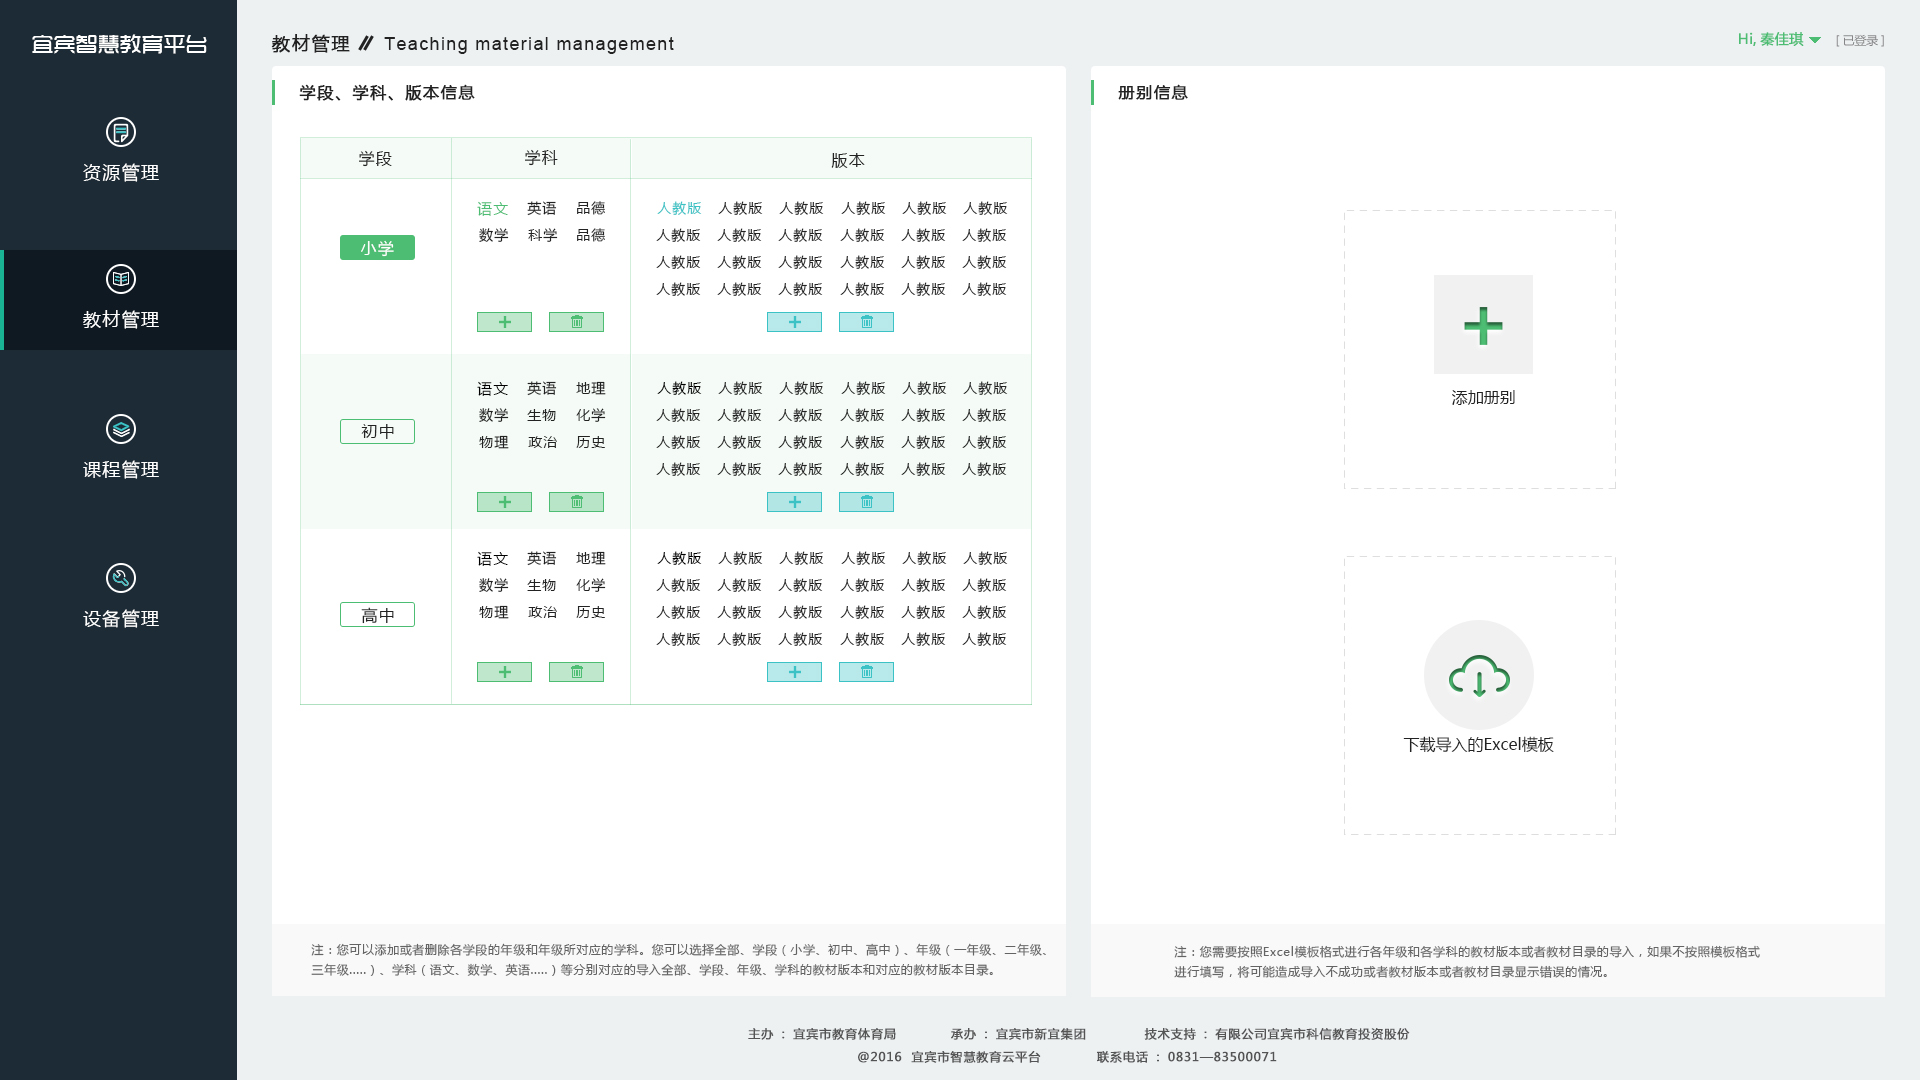 宜宾智慧教育平台
资源管理
教材管理
课程管理
设备管理
教材管理 // Teaching material management
Hi, 秦佳琪 [ 已登录 ]
学段、学科、版本信息
学段 学科 版本
小学
语文 英语 品德
数学 科学 品德
人教版 人教版 人教版 人教版 人教版 人教版
人教版 人教版 人教版 人教版 人教版 人教版
人教版 人教版 人教版 人教版 人教版 人教版
人教版 人教版 人教版 人教版 人教版 人教版
初中
语文 英语 地理
数学 生物 化学
物理 政治 历史
人教版 人教版 人教版 人教版 人教版 人教版
人教版 人教版 人教版 人教版 人教版 人教版
人教版 人教版 人教版 人教版 人教版 人教版
人教版 人教版 人教版 人教版 人教版 人教版
高中
语文 英语 地理
数学 生物 化学
物理 政治 历史
人教版 人教版 人教版 人教版 人教版 人教版
人教版 人教版 人教版 人教版 人教版 人教版
人教版 人教版 人教版 人教版 人教版 人教版
人教版 人教版 人教版 人教版 人教版 人教版
注：您可以添加或者删除各学段的年级和年级所对应的学科。您可以选择全部、学段（小学、初中、高中）、年级（一年级、二年级、
三年级.....）、学科（语文、数学、英语.....）等分别对应的导入全部、学段、年级、学科的教材版本和对应的教材版本目录。
册别信息
添加册别
下载导入的Excel模板
注：您需要按照Excel模板格式进行各年级和各学科的教材版本或者教材目录的导入，如果不按照模板格式
进行填写，将可能造成导入不成功或者教材版本或者教材目录显示错误的情况。
主办 ： 宜宾市教育体育局 承办 ： 宜宾市新宜集团 技术支持 ： 有限公司宜宾市科信教育投资股份
@2016 宜宾市智慧教育云平台 联系电话 ： 0831—83500071